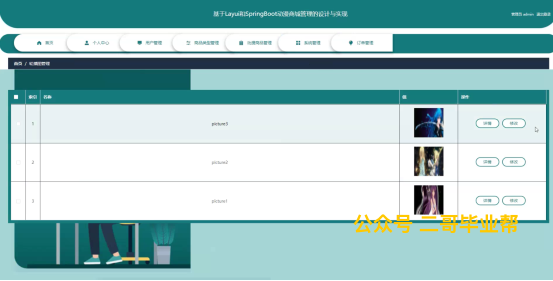 基于Layui和SpringBoot动漫商城管理的设计与实现
管理员 admin 退出登录
首页 个人中心 用户管理 商品类型管理 动漫商品管理 系统管理 订单管理
首页 / 轮播图管理
索引 名称 值 操作
1 picture3 详情 修改
2 picture2 详情 修改
3 picture1 详情 修改
公众号 二哥毕业帮